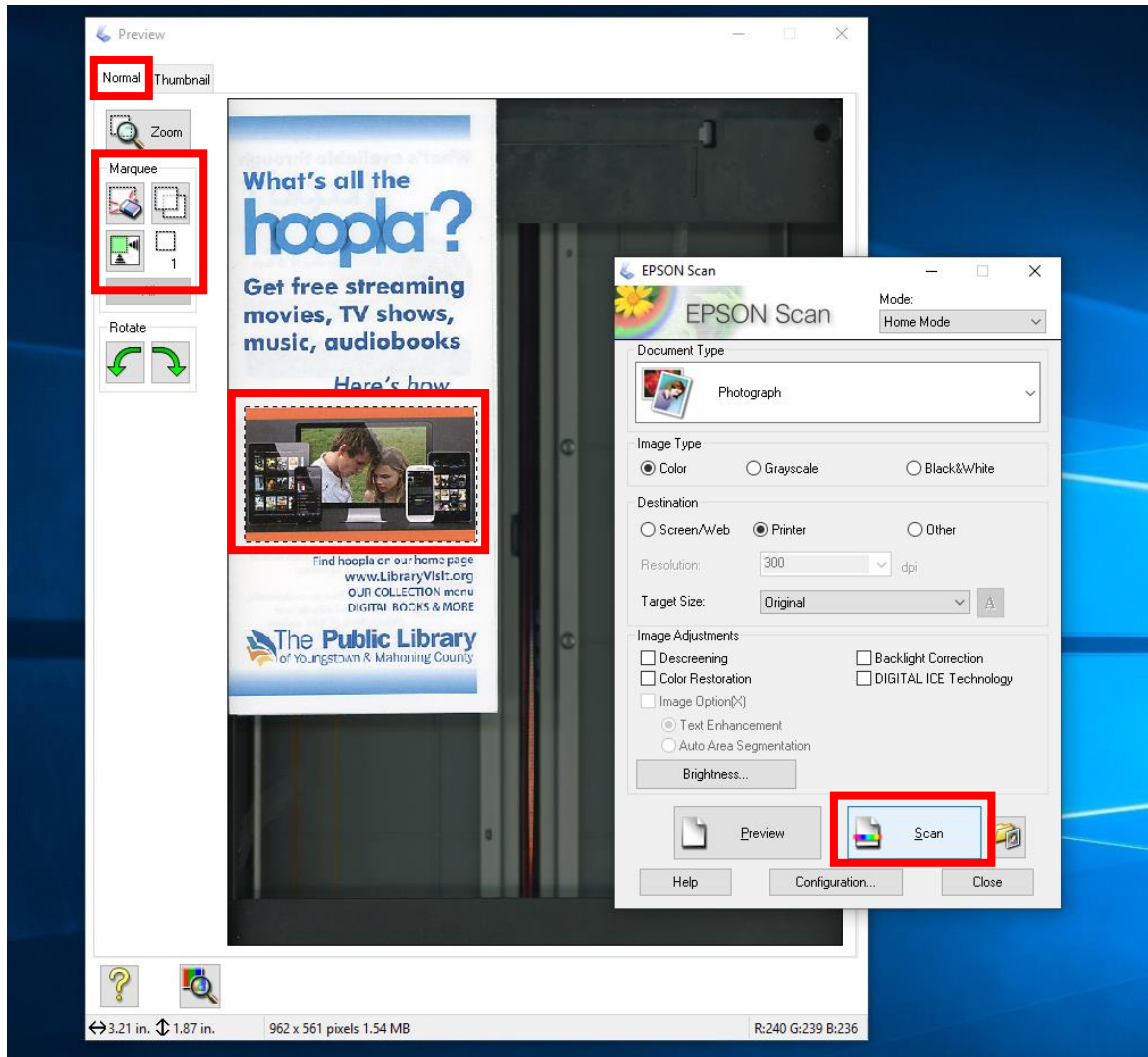 Preview
Normal
Thumbnail
Zoom
Marquee
1
Rotate
What's all the
hoopla?
Get free streaming
movies, TV shows,
music, audiobooks
Here's how
Find hoopla on our home page
www.LibraryVisit.org
OUR COLLECTION menu
DIGITAL BOOKS & MORE
The Public Library
of Youngstown & Mahoning County
3.21 in. 1.87 in.
962 x 561 pixels 1.54 MB
R:240 G:239 B:236
EPSON Scan
EPSON Scan
Mode:
Home Mode
Document Type
Photograph
Image Type
Color Grayscale Black&White
Destination
Screen/Web Printer Other
Resolution: 300 dpi
Target Size: Original A
Image Adjustments
Descreening Backlight Correction
Color Restoration DIGITAL ICE Technology
Image Option(X)
Text Enhancement
Auto Area Segmentation
Brightness...
Preview Scan
Help Configuration... Close